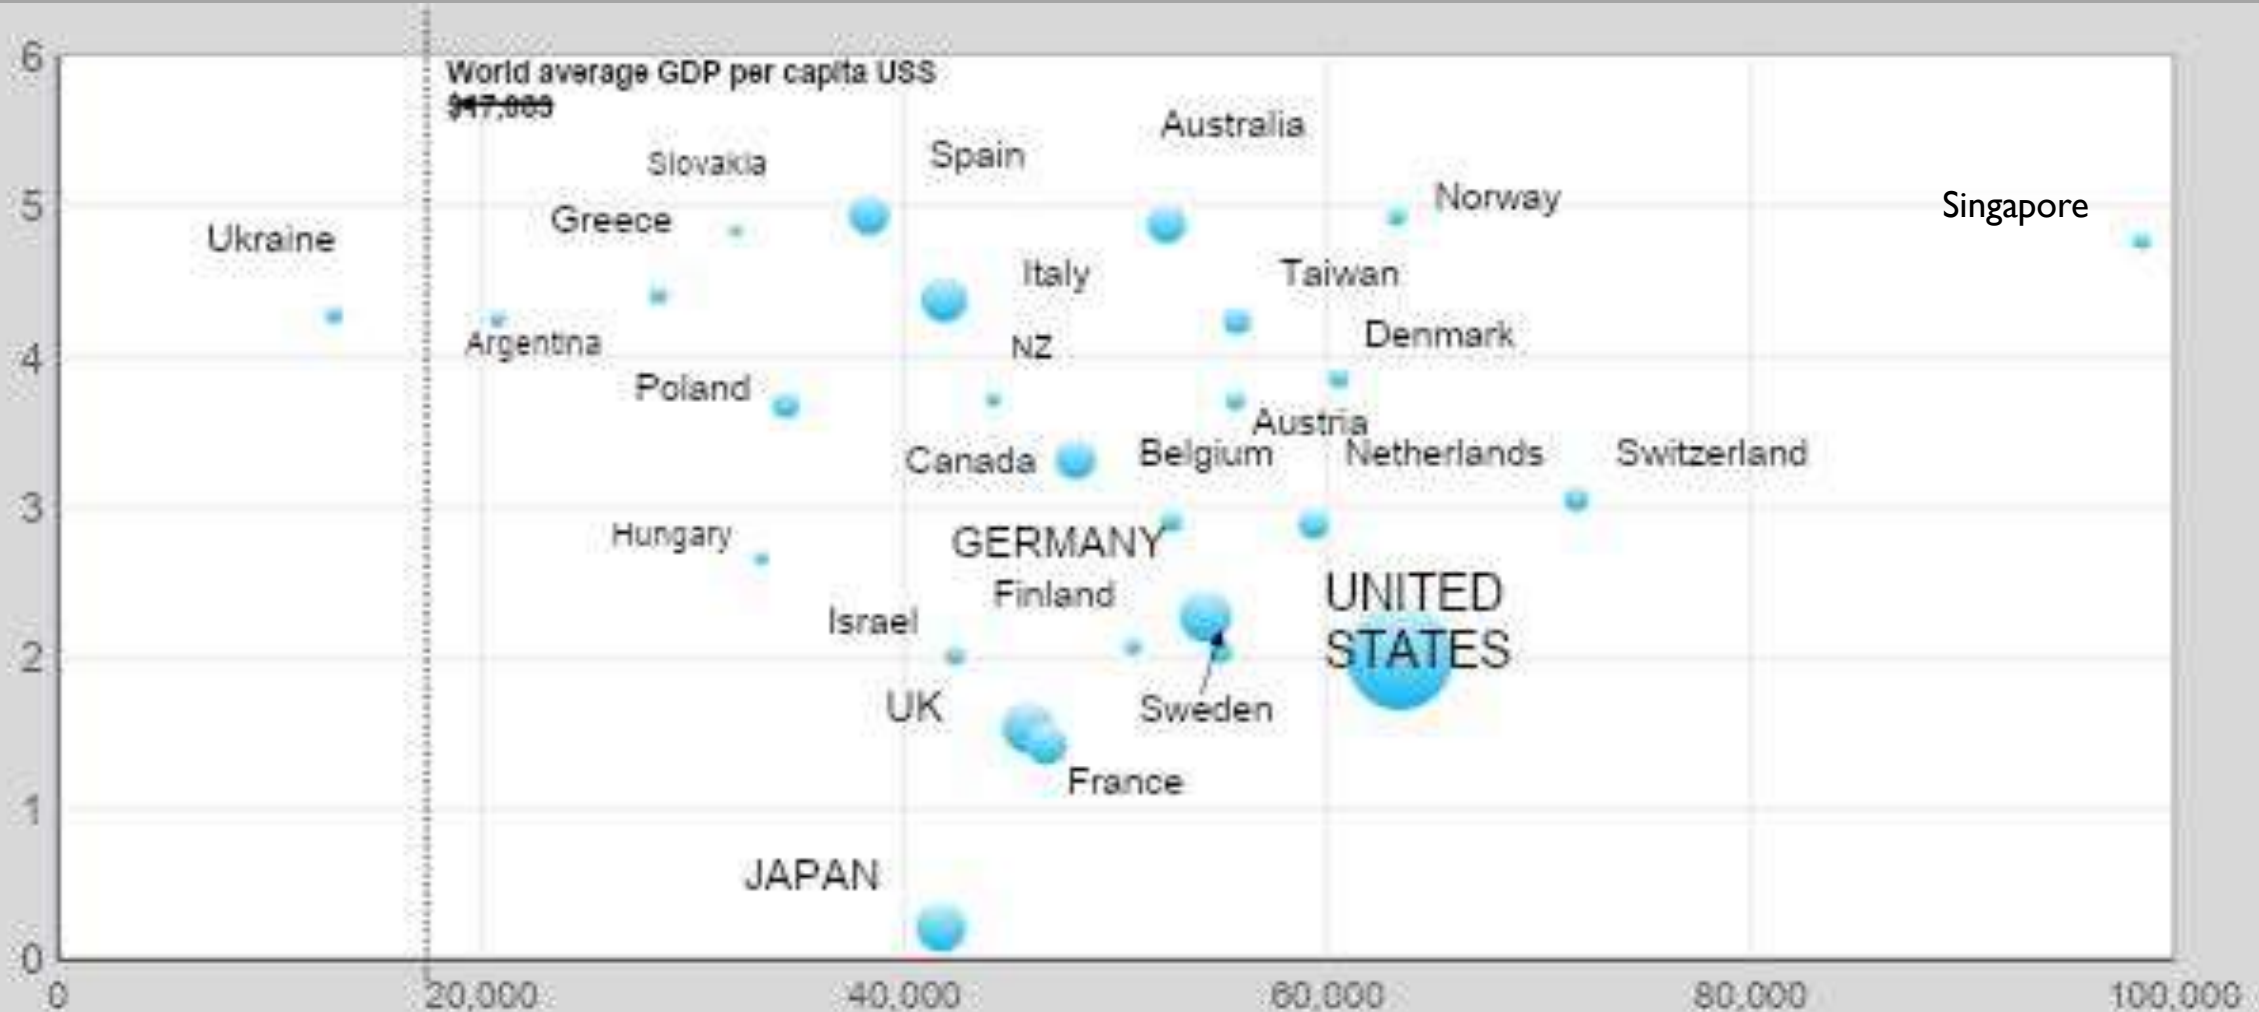 6
World average GDP per capita US$
Australia
Spain
Slovakia
Norway
5
Singapore
Greece
Ukraine
Italy
Taiwan
Denmark
Argentina
NZ
4
Poland
Austria
Canada
Belgium
Netherlands
Switzerland
3
Hungary
GERMANY
Finland
UNITED
STATES
Israel
2
UK
Sweden
France
1
JAPAN
0
0
20,000
40,000
60,000
80,000
100,000